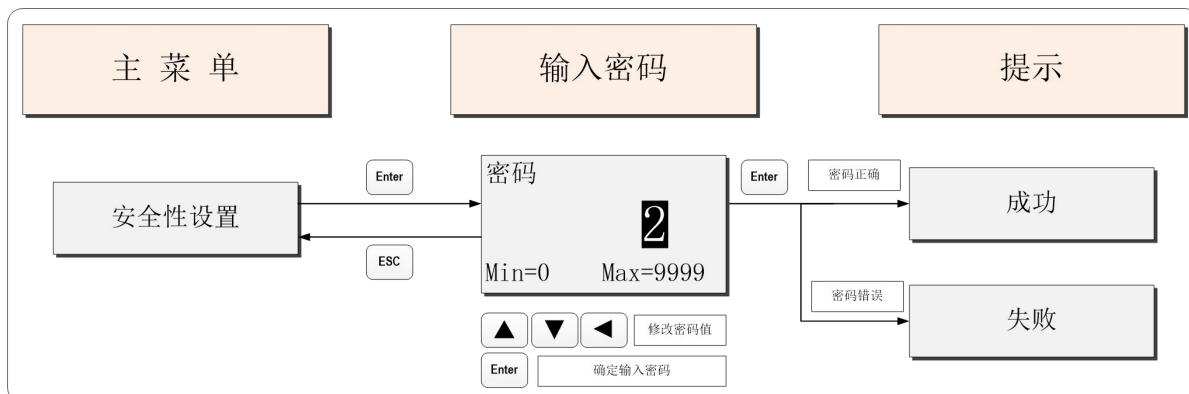 主 菜 单
输入密码
提示
安全性设置
Enter
ESC
密码
2
Min=0 Max=9999
修改密码值
Enter
确定输入密码
Enter
密码正确
成功
密码错误
失败